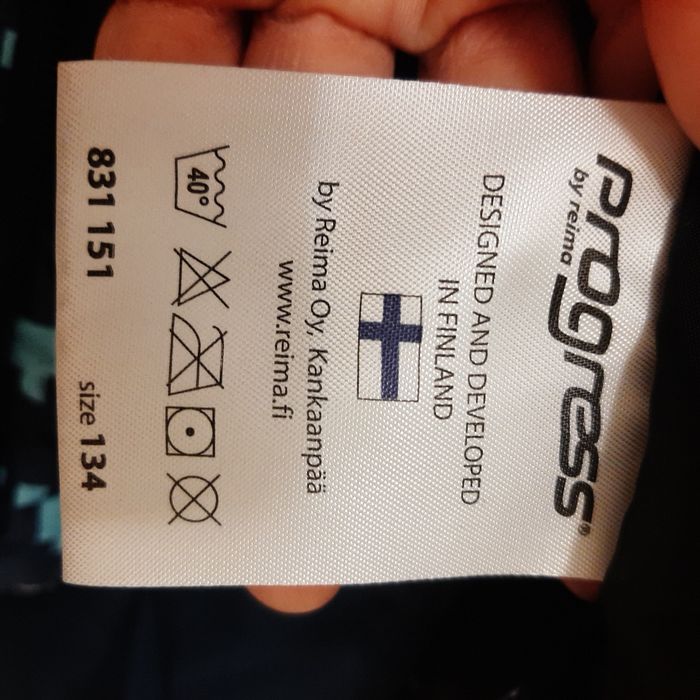 progress®
by reima
DESIGNED AND DEVELOPED
IN FINLAND
by Reima Oy, Kankaanpää
www.reima.fi
40°
831 151 size 134